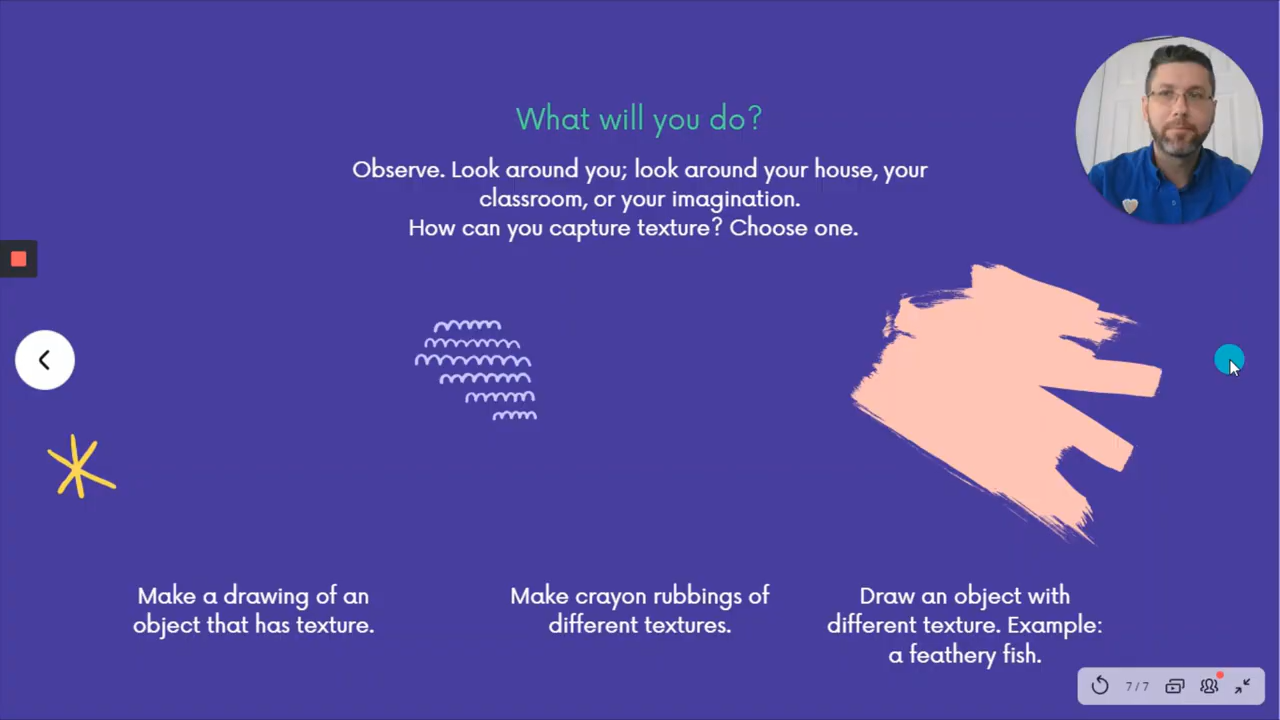 What will you do?
Observe. Look around you; look around your house, your
classroom, or your imagination.
How can you capture texture? Choose one.
Make a drawing of an
object that has texture.
Make crayon rubbings of
different textures.
Draw an object with
different texture. Example:
a feathery fish.
7/7